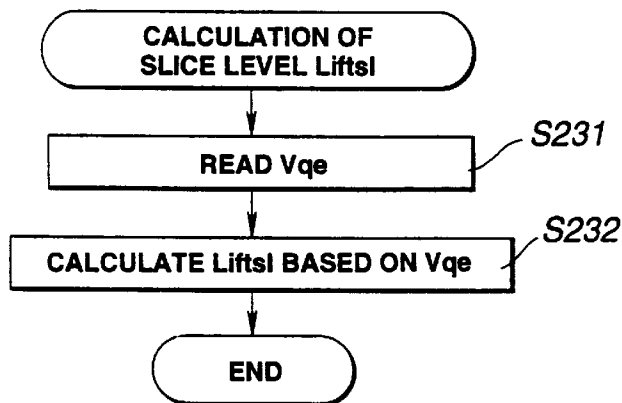 CALCULATION OF
SLICE LEVEL Liftsl
READ Vqe
S231
CALCULATE Liftsl BASED ON Vqe
S232
END